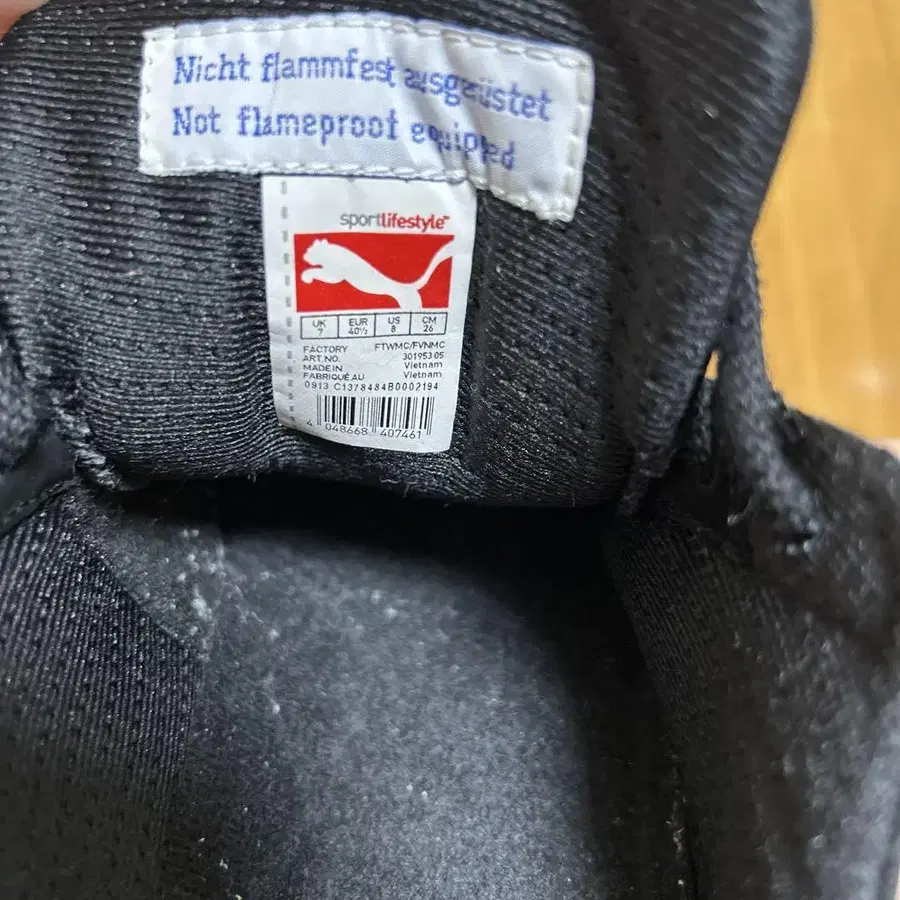 Nicht flammfest ausgerüstet
Not flameproof equipped
sportlifestyle™
UK EUR US CM
7 40½ 8 26
FACTORY FTWMC/FVNMC
ART.NO. 301953 05
MADE IN Vietnam
FABRIQUÉ AU Vietnam
0913 C1378484B0002194
4 048668 407461